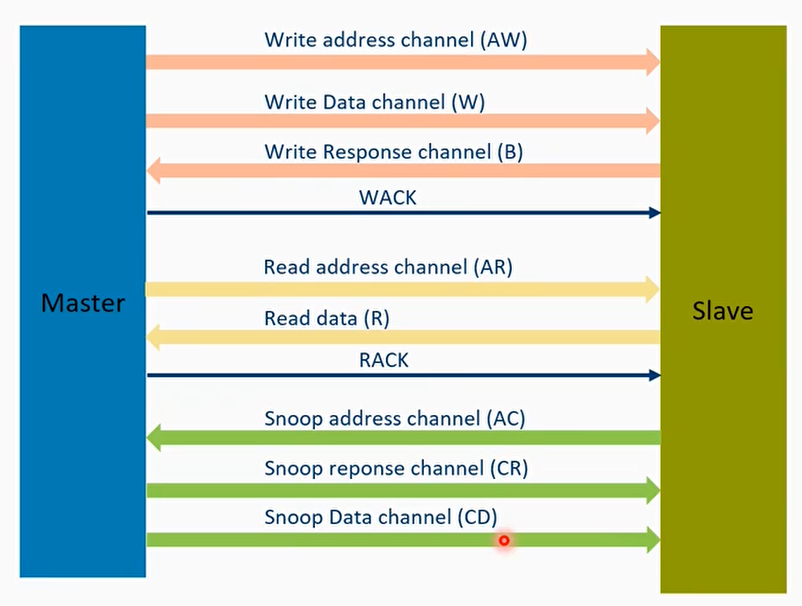 Write address channel (AW)
Write Data channel (W)
Write Response channel (B)
WACK
Read address channel (AR)
Master
Slave
Read data (R)
RACK
Snoop address channel (AC)
Snoop reponse channel (CR)
Snoop Data channel (CD)